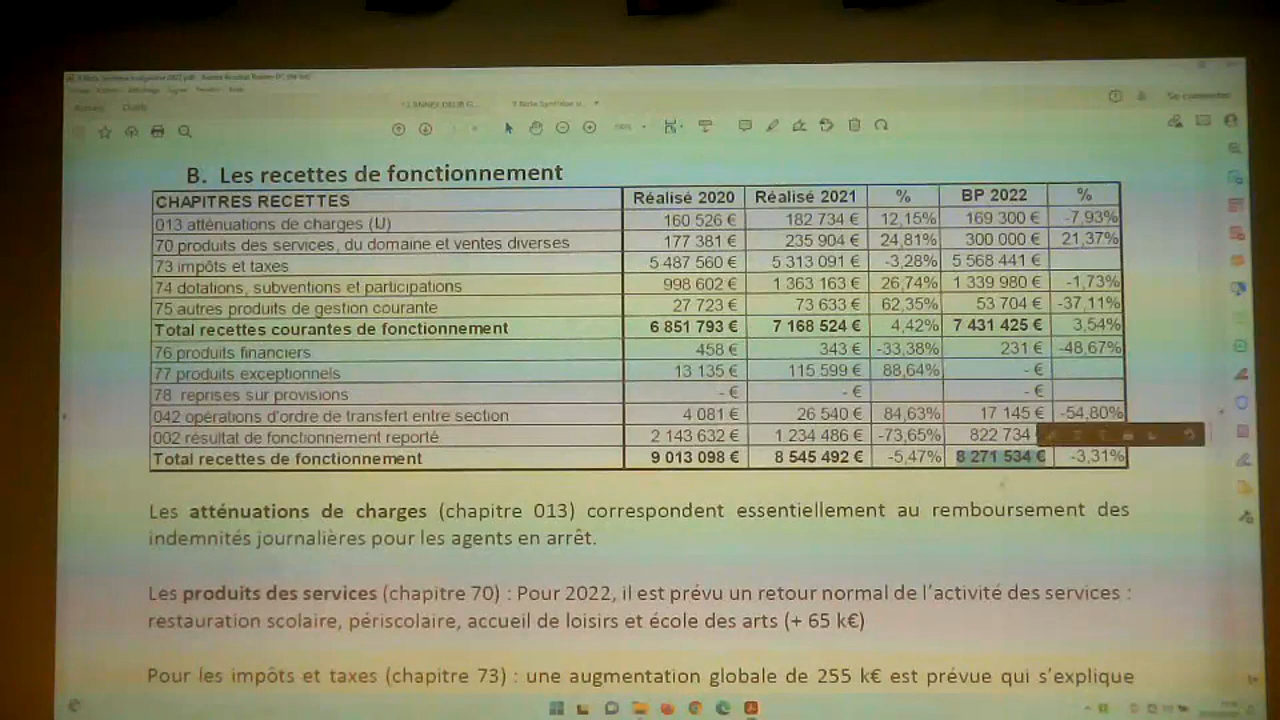 Se connecter
B. Les recettes de fonctionnement
CHAPITRES RECETTES Réalisé 2020 Réalisé 2021 % BP 2022 %
013 atténuations de charges (IJ) 160 526 € 182 734 € 12,15% 169 300 € -7,93%
70 produits des services, du domaine et ventes diverses 177 381 € 235 904 € 24,81% 300 000 € 21,37%
73 impôts et taxes 5 487 560 € 5 313 091 € -3,28% 5 568 441 €
74 dotations, subventions et participations 998 602 € 1 363 163 € 26,74% 1 339 980 € -1,73%
75 autres produits de gestion courante 27 723 € 73 633 € 62,35% 53 704 € -37,11%
Total recettes courantes de fonctionnement 6 851 793 € 7 168 524 € 4,42% 7 431 425 € 3,54%
76 produits financiers 458 € 343 € -33,38% 231 € -48,67%
77 produits exceptionnels 13 135 € 115 599 € 88,64% - €
78 reprises sur provisions - € - € - €
042 opérations d'ordre de transfert entre section 4 081 € 26 540 € 84,63% 17 145 € -54,80%
002 résultat de fonctionnement reporté 2 143 632 € 1 234 486 € -73,65% 822 734
Total recettes de fonctionnement 9 013 098 € 8 545 492 € -5,47% 8 271 534 € -3,31%
Les atténuations de charges (chapitre 013) correspondent essentiellement au remboursement des
indemnités journalières pour les agents en arrêt.
Les produits des services (chapitre 70) : Pour 2022, il est prévu un retour normal de l'activité des services :
restauration scolaire, périscolaire, accueil de loisirs et école des arts (+ 65 k€)
Pour les impôts et taxes (chapitre 73) : une augmentation globale de 255 k€ est prévue qui s'explique